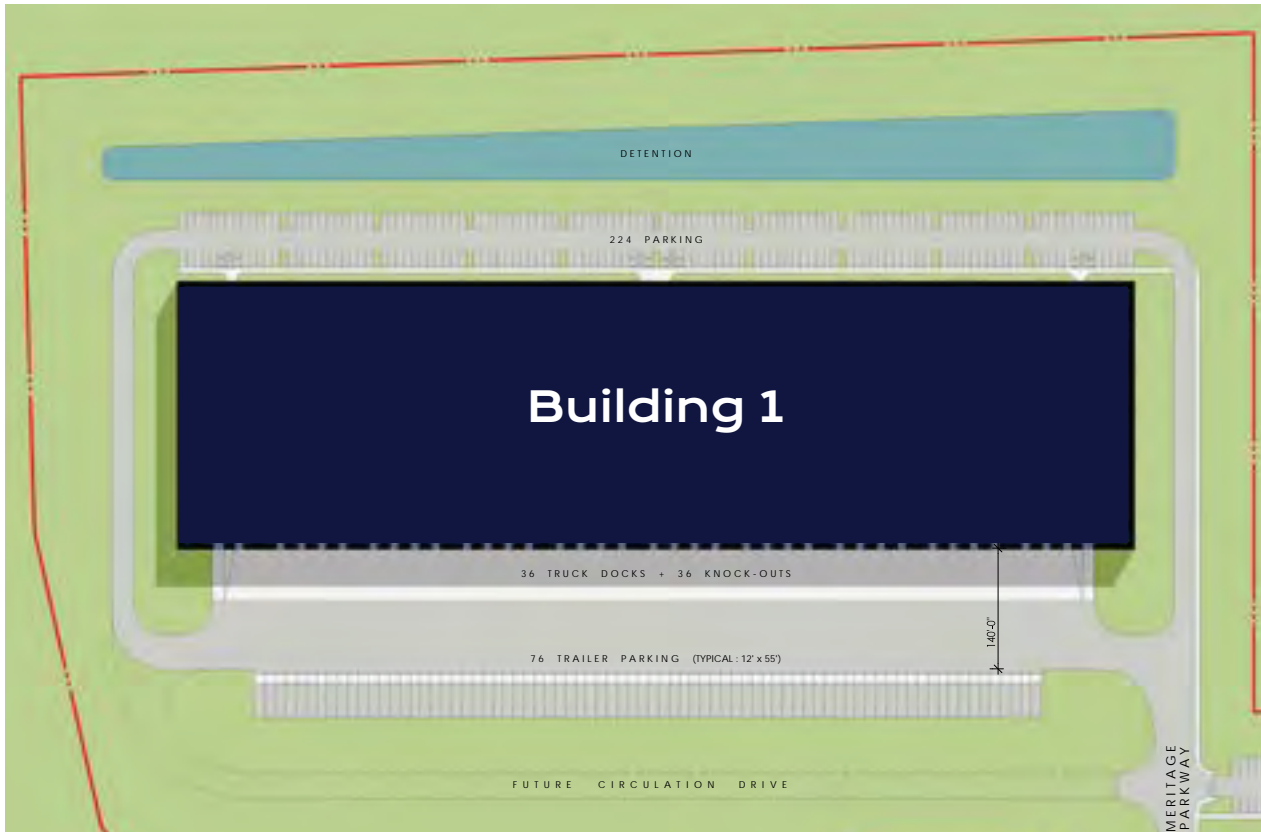 DETENTION
224 PARKING
Building 1
36 TRUCK DOCKS + 36 KNOCK-OUTS
140'-0"
76 TRAILER PARKING (TYPICAL : 12' x 55')
FUTURE CIRCULATION DRIVE
MERITAGE
PARKWAY